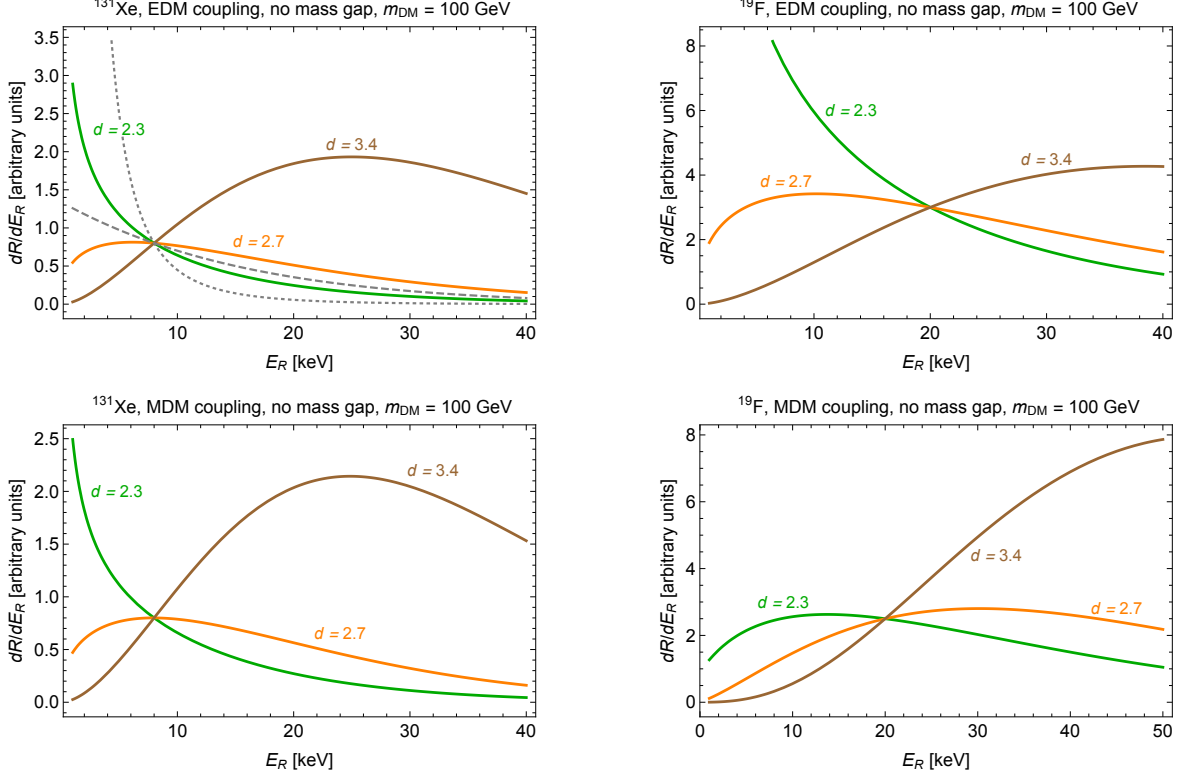 131Xe, EDM coupling, no mass gap, mDM = 100 GeV
dR/dER [arbitrary units]
3.5
3.0
2.5
2.0
1.5
1.0
0.5
0.0
d = 2.3
d = 3.4
d = 2.7
10 20 30 40
ER [keV]
19F, EDM coupling, no mass gap, mDM = 100 GeV
dR/dER [arbitrary units]
8
6
4
2
0
d = 2.3
d = 3.4
d = 2.7
0 10 20 30 40
ER [keV]
131Xe, MDM coupling, no mass gap, mDM = 100 GeV
dR/dER [arbitrary units]
2.5
2.0
1.5
1.0
0.5
0.0
d = 2.3
d = 3.4
d = 2.7
10 20 30 40
ER [keV]
19F, MDM coupling, no mass gap, mDM = 100 GeV
dR/dER [arbitrary units]
8
6
4
2
0
d = 3.4
d = 2.3
d = 2.7
0 10 20 30 40 50
ER [keV]